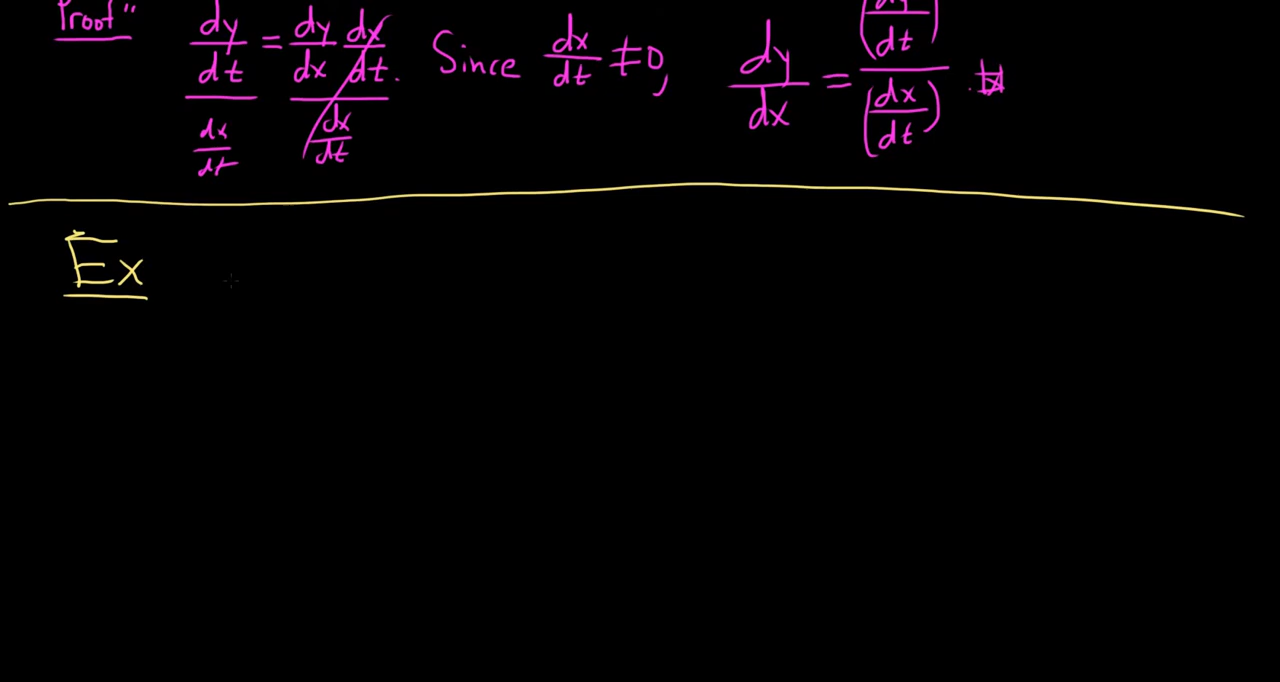 Proof" dy/dt = dy/dx dx/dt. Since dx/dt ≠ 0, dy/dx = (dy/dt)/(dx/dt).
dx/dt dx/dt
Ex